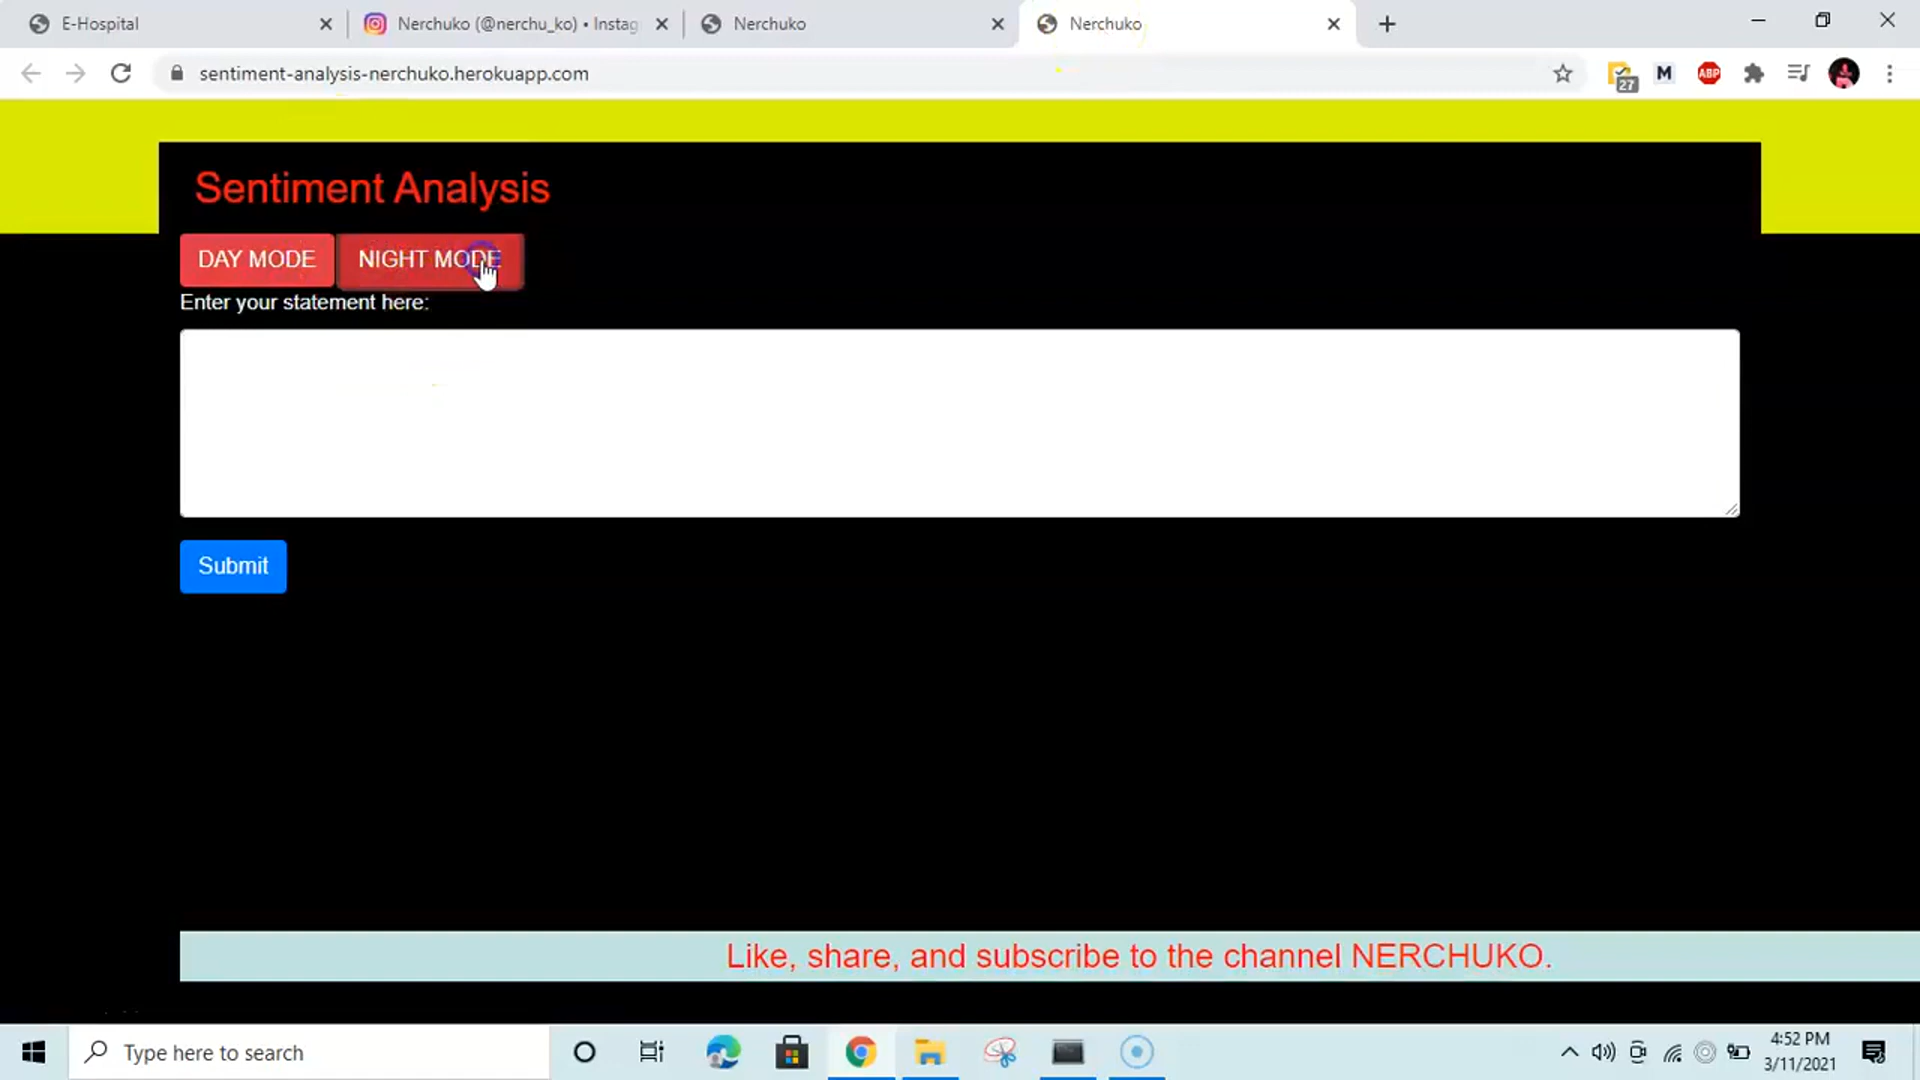 E-Hospital
Nerchuko (@nerchu_ko) • Instag
Nerchuko
Nerchuko
sentiment-analysis-nerchuko.herokuapp.com
27
M
ABP
Sentiment Analysis
DAY MODE
NIGHT MODE
Enter your statement here:
Submit
Like, share, and subscribe to the channel NERCHUKO.
Type here to search
4:52 PM
3/11/2021